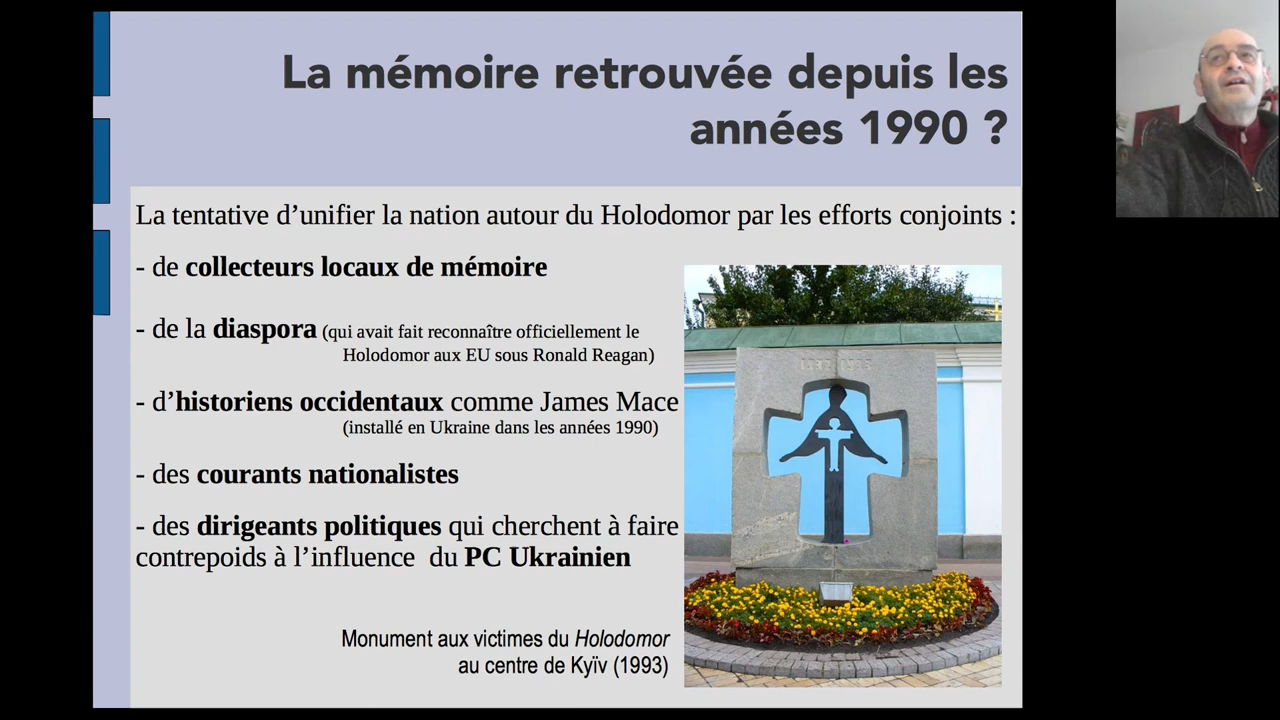 La mémoire retrouvée depuis les
années 1990 ?
La tentative d’unifier la nation autour du Holodomor par les efforts conjoints :
- de collecteurs locaux de mémoire
- de la diaspora (qui avait fait reconnaître officiellement le
Holodomor aux EU sous Ronald Reagan)
- d’historiens occidentaux comme James Mace
(installé en Ukraine dans les années 1990)
- des courants nationalistes
- des dirigeants politiques qui cherchent à faire
contrepoids à l’influence du PC Ukrainien
Monument aux victimes du Holodomor
au centre de Kyïv (1993)